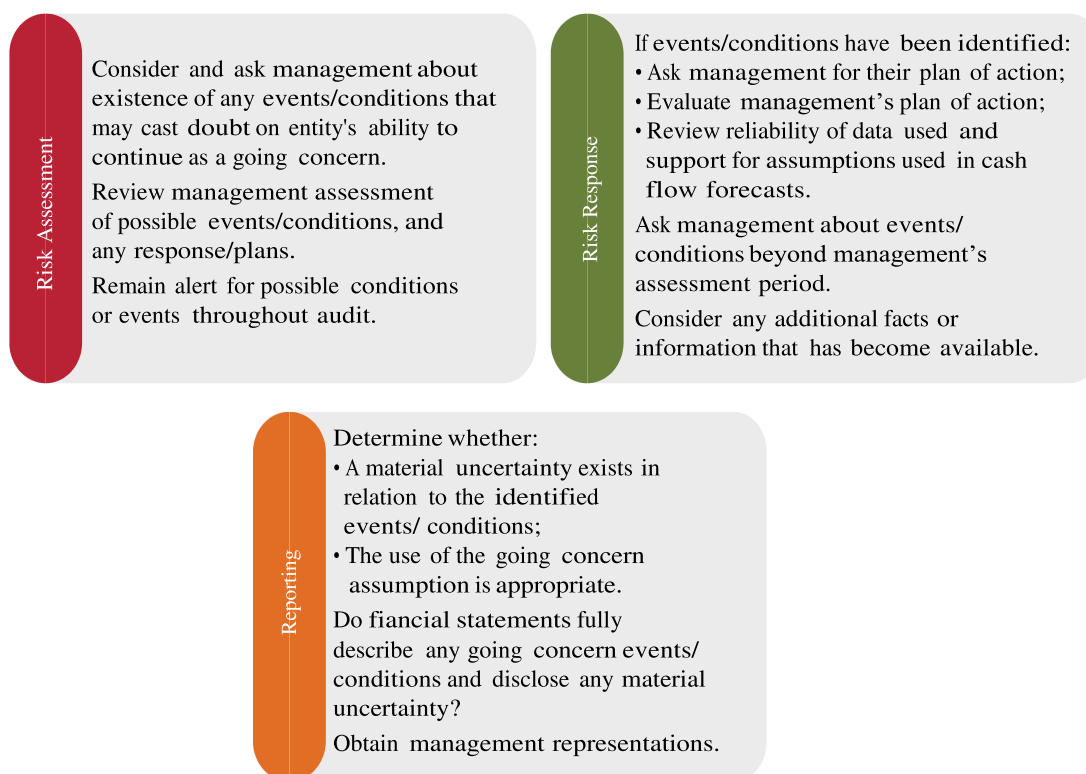 Risk Assessment
Consider and ask management about
existence of any events/conditions that
may cast doubt on entity's ability to
continue as a going concern.
Review management assessment
of possible events/conditions, and
any response/plans.
Remain alert for possible conditions
or events throughout audit.
Risk Response
If events/conditions have been identified:
• Ask management for their plan of action;
• Evaluate management’s plan of action;
• Review reliability of data used and
support for assumptions used in cash
flow forecasts.
Ask management about events/
conditions beyond management’s
assessment period.
Consider any additional facts or
information that has become available.
Reporting
Determine whether:
• A material uncertainty exists in
relation to the identified
events/ conditions;
• The use of the going concern
assumption is appropriate.
Do fiancial statements fully
describe any going concern events/
conditions and disclose any material
uncertainty?
Obtain management representations.